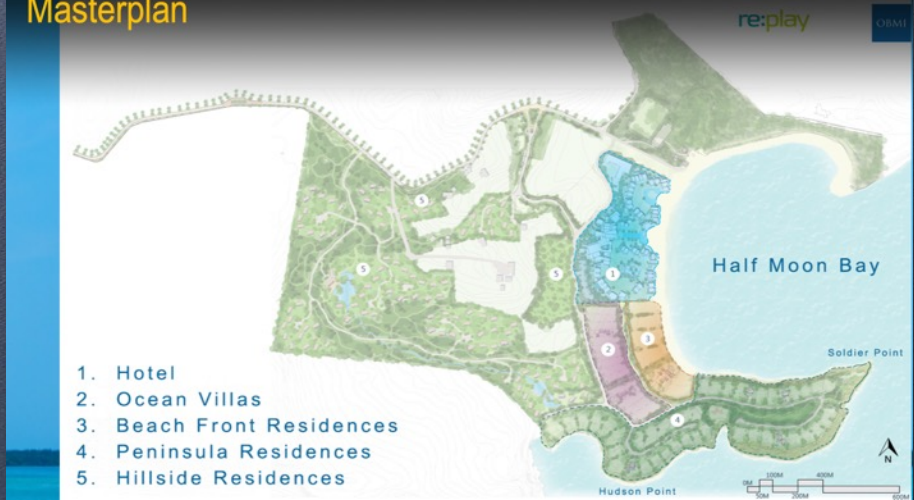 Masterplan
re:play
OBMI
5
5
5
1
Half Moon Bay
2
3
Soldier Point
4
1. Hotel
2. Ocean Villas
3. Beach Front Residences
4. Peninsula Residences
5. Hillside Residences
N
Hudson Point
0M 100M 400M
50M 200M 600M